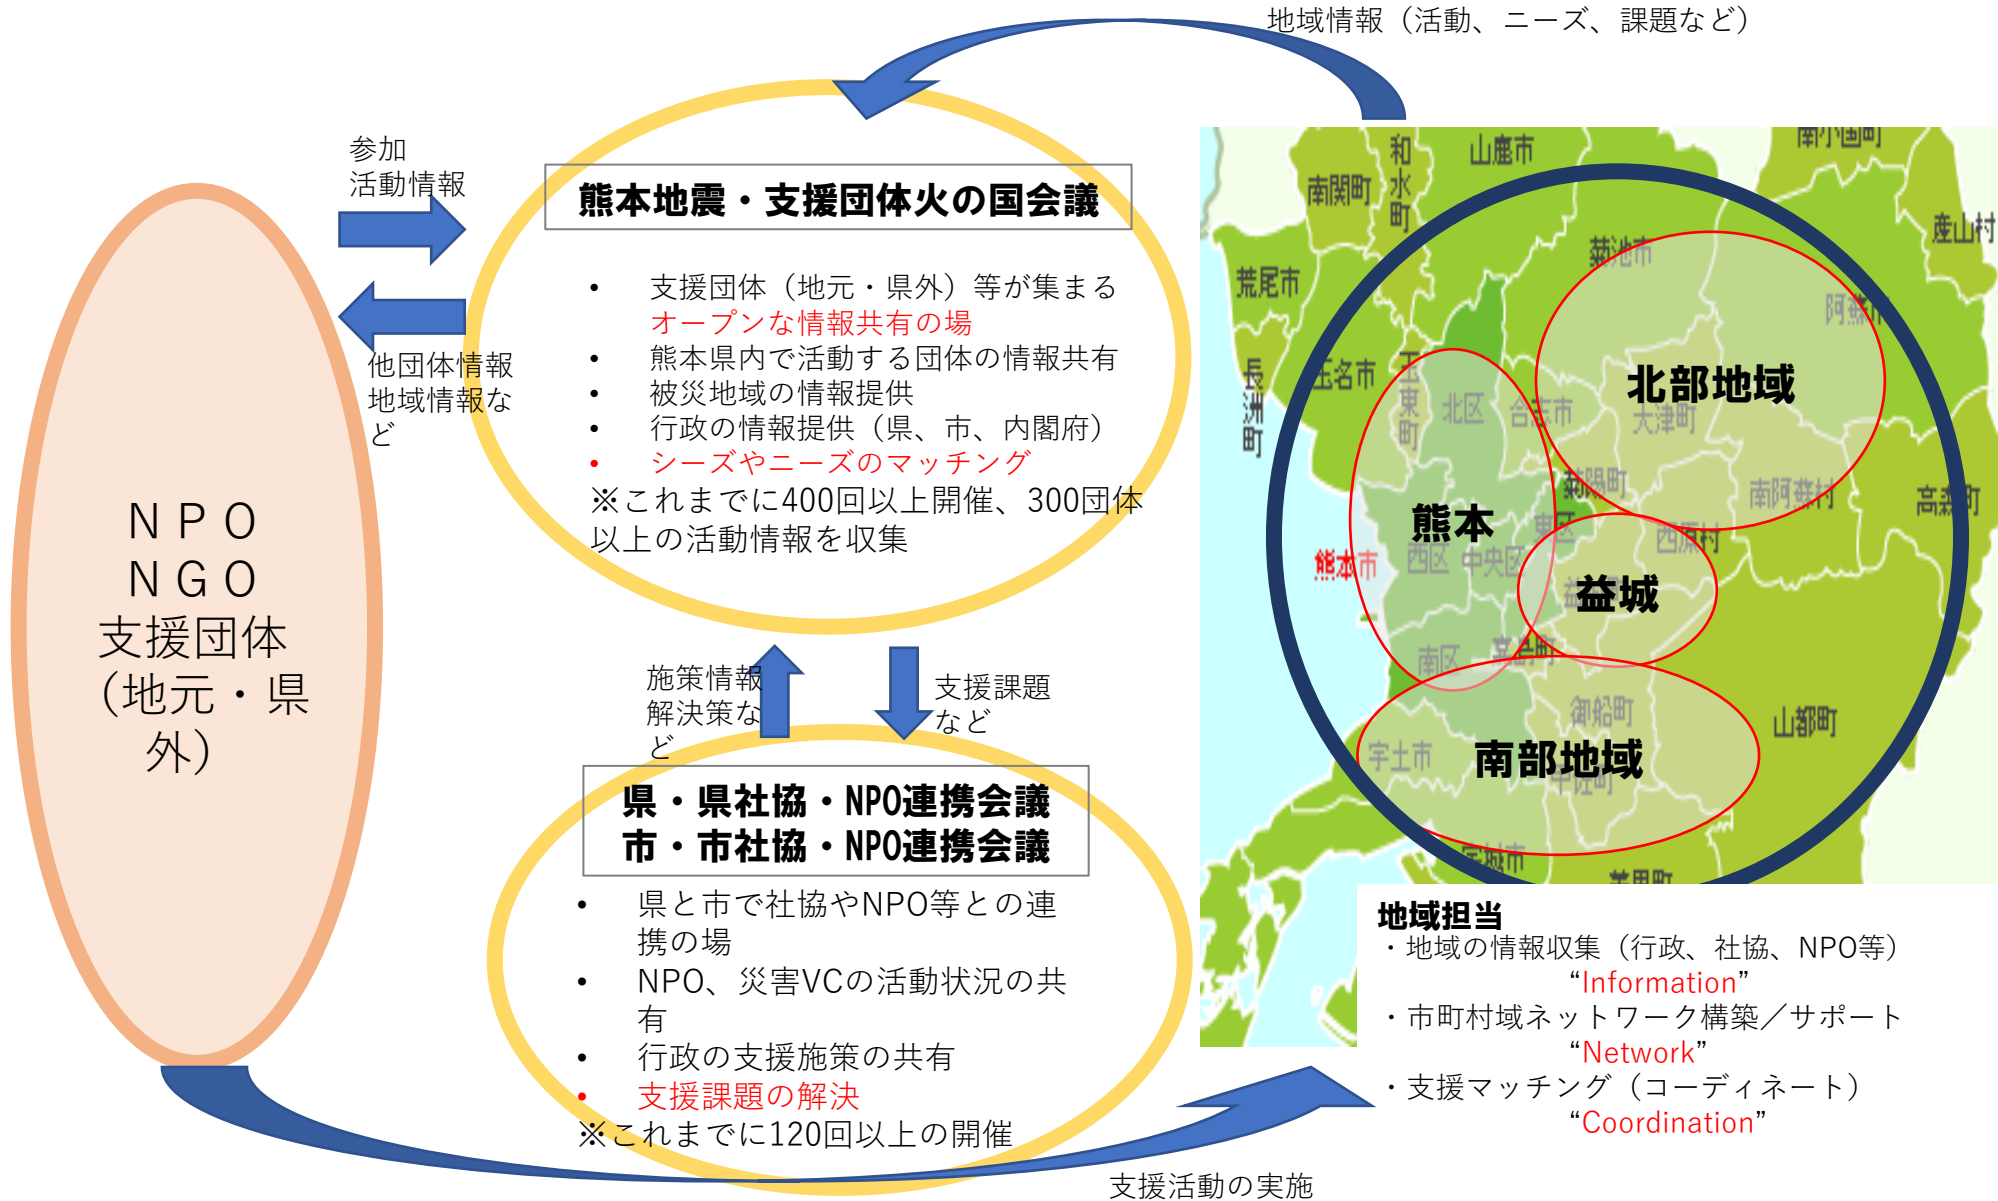 地域情報（活動、ニーズ、課題など）
参加
活動情報
熊本地震・支援団体火の国会議
• 支援団体（地元・県外）等が集まる
オープンな情報共有の場
• 熊本県内で活動する団体の情報共有
• 被災地域の情報提供
• 行政の情報提供（県、市、内閣府）
• シーズやニーズのマッチング
※これまでに400回以上開催、300団体
以上の活動情報を収集
他団体情報
地域情報な
ど
ＮＰＯ
ＮＧＯ
支援団体
（地元・県
外）
施策情報
解決策な
ど
支援課題
など
県・県社協・NPO連携会議
市・市社協・NPO連携会議
• 県と市で社協やNPO等との連
携の場
• NPO、災害VCの活動状況の共
有
• 行政の支援施策の共有
• 支援課題の解決
※これまでに120回以上の開催
支援活動の実施
南小国町
和水町
山鹿市
南関町
産山村
菊池市
荒尾市
阿蘇市
長洲町
玉名市
玉東町
北区
合志市
北部地域
大津町
菊陽町
南阿蘇村
高森町
熊本
東区
西原村
熊本市
西区
中央区
益城
南区
嘉島町
御船町
山都町
宇土市
南部地域
甲佐町
宇城市
美里町
地域担当
・地域の情報収集（行政、社協、NPO等）
“Information”
・市町村域ネットワーク構築／サポート
“Network”
・支援マッチング（コーディネート）
“Coordination”